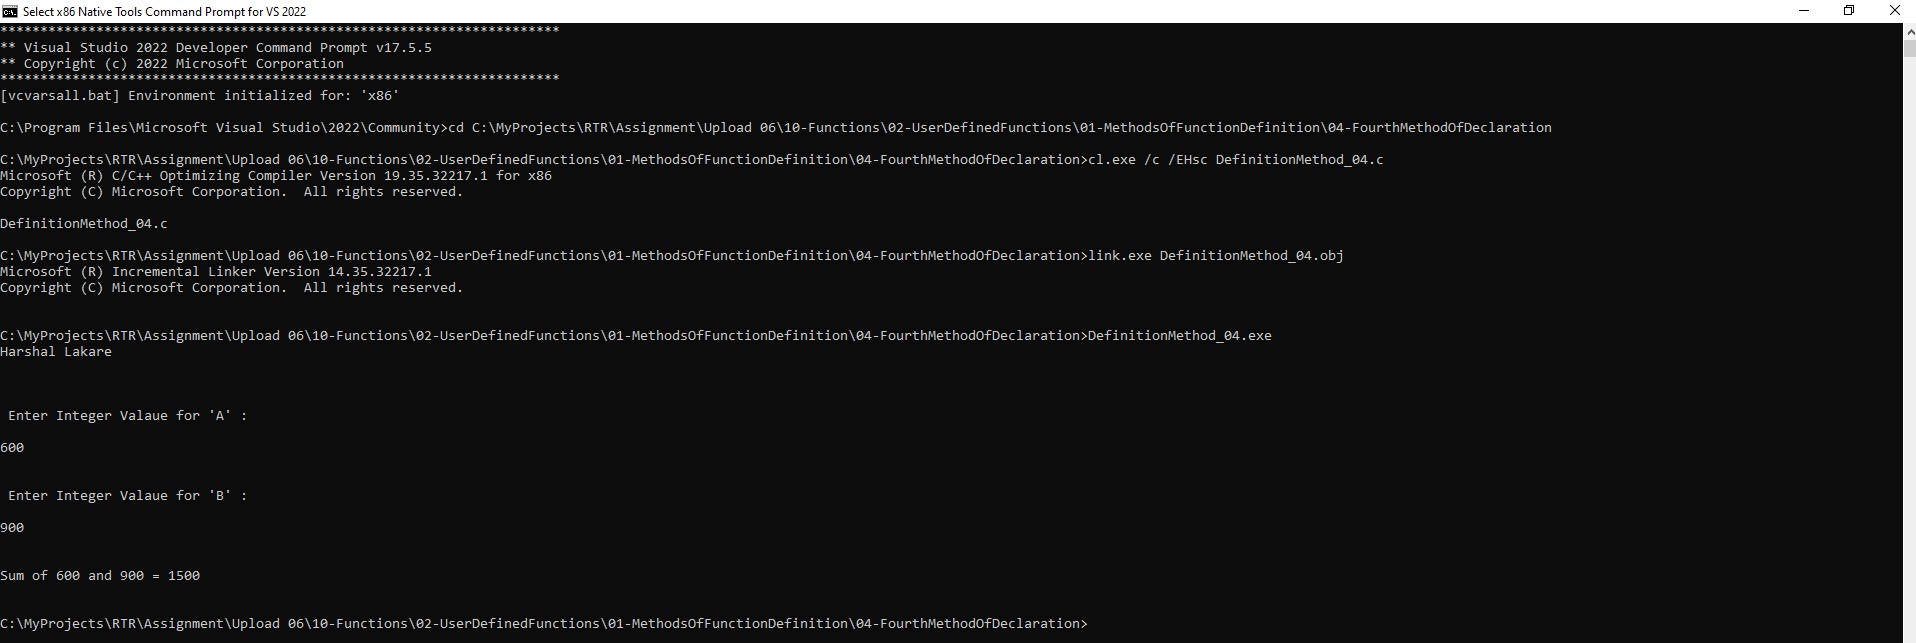 Select x86 Native Tools Command Prompt for VS 2022
**********************************************************************
** Visual Studio 2022 Developer Command Prompt v17.5.5
** Copyright (c) 2022 Microsoft Corporation
**********************************************************************
[vcvarsall.bat] Environment initialized for: 'x86'
C:\Program Files\Microsoft Visual Studio\2022\Community>cd C:\MyProjects\RTR\Assignment\Upload 06\10-Functions\02-UserDefinedFunctions\01-MethodsOfFunctionDefinition\04-FourthMethodOfDeclaration
C:\MyProjects\RTR\Assignment\Upload 06\10-Functions\02-UserDefinedFunctions\01-MethodsOfFunctionDefinition\04-FourthMethodOfDeclaration>cl.exe /c /EHsc DefinitionMethod_04.c
Microsoft (R) C/C++ Optimizing Compiler Version 19.35.32217.1 for x86
Copyright (C) Microsoft Corporation.  All rights reserved.
DefinitionMethod_04.c
C:\MyProjects\RTR\Assignment\Upload 06\10-Functions\02-UserDefinedFunctions\01-MethodsOfFunctionDefinition\04-FourthMethodOfDeclaration>link.exe DefinitionMethod_04.obj
Microsoft (R) Incremental Linker Version 14.35.32217.1
Copyright (C) Microsoft Corporation.  All rights reserved.
C:\MyProjects\RTR\Assignment\Upload 06\10-Functions\02-UserDefinedFunctions\01-MethodsOfFunctionDefinition\04-FourthMethodOfDeclaration>DefinitionMethod_04.exe
Harshal Lakare
Enter Integer Valaue for 'A' :
600
Enter Integer Valaue for 'B' :
900
Sum of 600 and 900 = 1500
C:\MyProjects\RTR\Assignment\Upload 06\10-Functions\02-UserDefinedFunctions\01-MethodsOfFunctionDefinition\04-FourthMethodOfDeclaration>